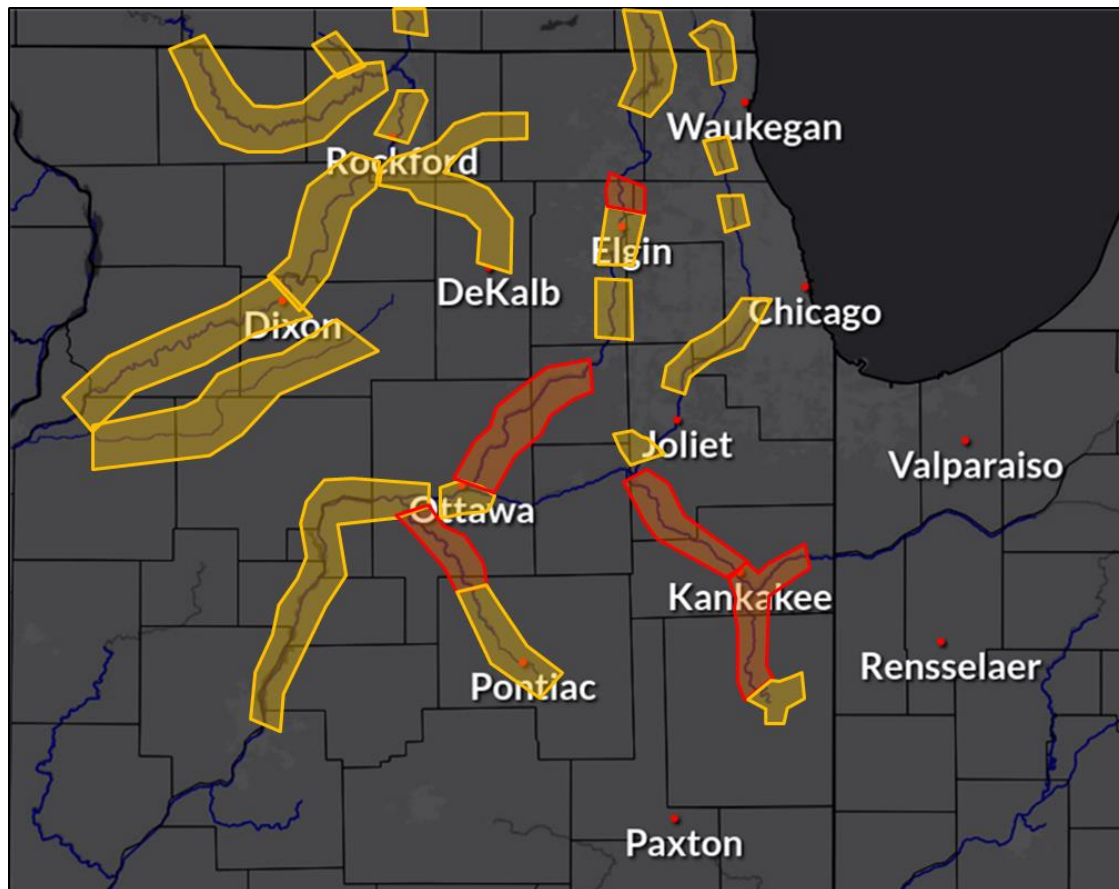 Waukegan
Rockford
Elgin
DeKalb
Chicago
Dixon
Joliet
Valparaiso
Ottawa
Kankakee
Rensselaer
Pontiac
Paxton